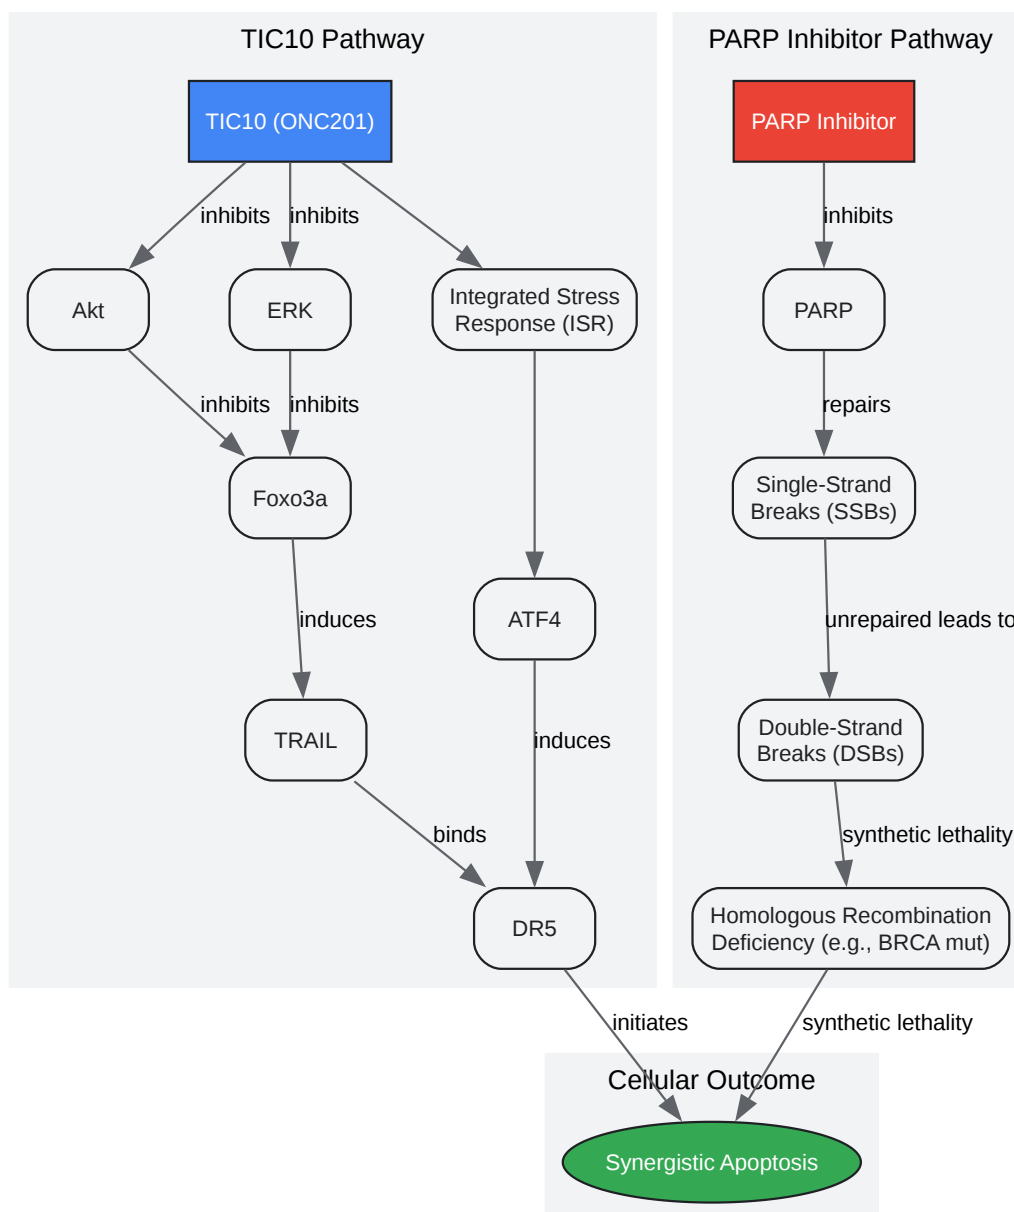 TIC10 Pathway
PARP Inhibitor Pathway
TIC10 (ONC201)
PARP Inhibitor
inhibits
inhibits
inhibits
Akt
ERK
Integrated Stress
Response (ISR)
PARP
inhibits
inhibits
repairs
Foxo3a
Single-Strand
Breaks (SSBs)
induces
ATF4
unrepaired leads to
TRAIL
induces
Double-Strand
Breaks (DSBs)
binds
synthetic lethality
DR5
Homologous Recombination
Deficiency (e.g., BRCA mut)
initiates
synthetic lethality
Cellular Outcome
Synergistic Apoptosis